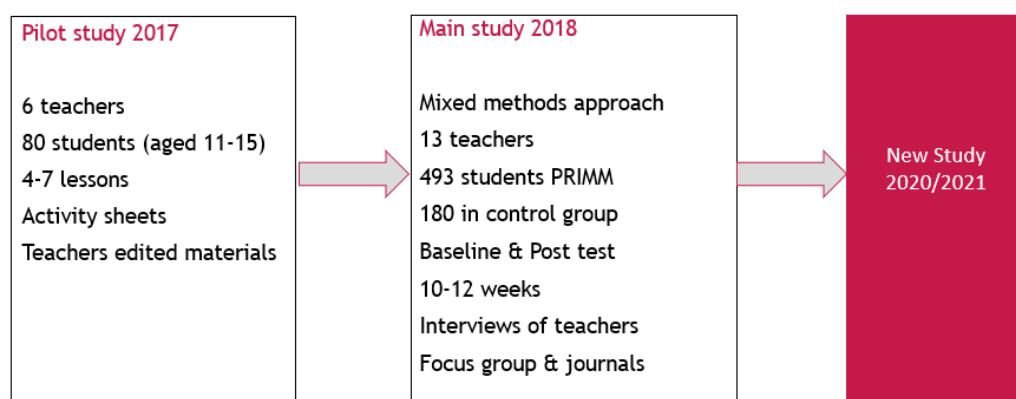 Pilot study 2017
6 teachers
80 students (aged 11-15)
4-7 lessons
Activity sheets
Teachers edited materials
Main study 2018
Mixed methods approach
13 teachers
493 students PRIMM
180 in control group
Baseline & Post test
10-12 weeks
Interviews of teachers
Focus group & journals
New Study
2020/2021